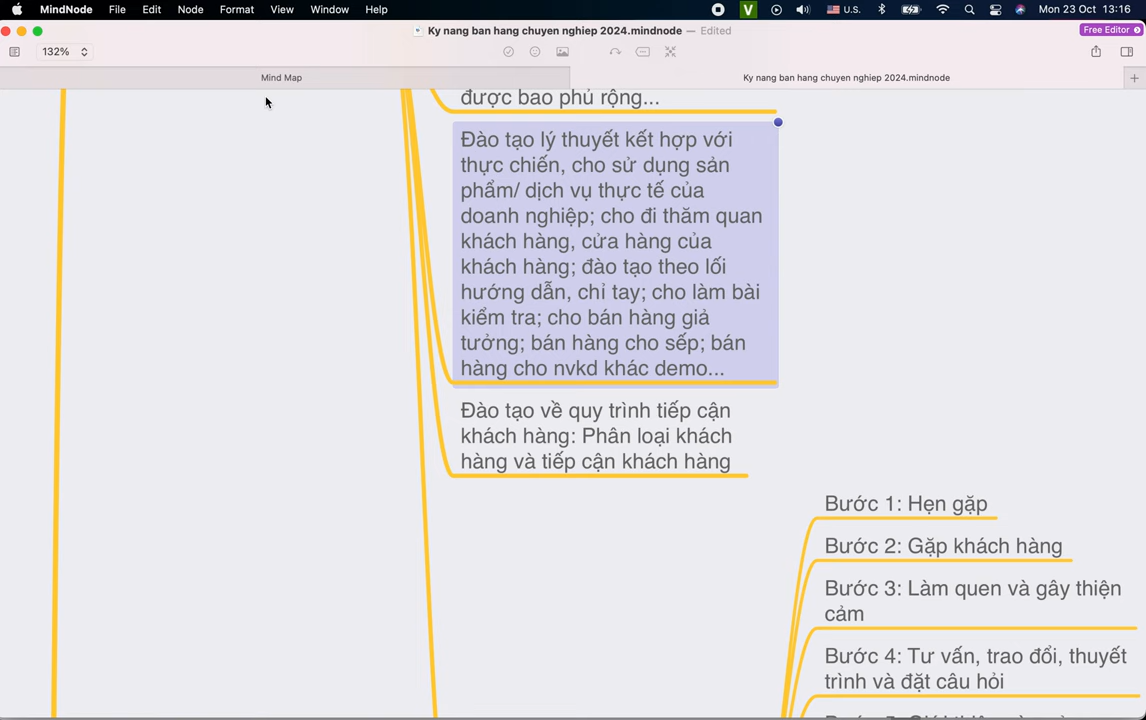 MindNode File Edit Node Format View Window Help
V U.S. Mon 23 Oct 13:16
Ky nang ban hang chuyen nghiep 2024.mindnode — Edited
Free Editor
132%
Mind Map
Ky nang ban hang chuyen nghiep 2024.mindnode
được bao phủ rộng...
Đào tạo lý thuyết kết hợp với
thực chiến, cho sử dụng sản
phẩm/ dịch vụ thực tế của
doanh nghiệp; cho đi thăm quan
khách hàng, cửa hàng của
khách hàng; đào tạo theo lối
hướng dẫn, chỉ tay; cho làm bài
kiểm tra; cho bán hàng giả
tưởng; bán hàng cho sếp; bán
hàng cho nvkd khác demo...
Đào tạo về quy trình tiếp cận
khách hàng: Phân loại khách
hàng và tiếp cận khách hàng
Bước 1: Hẹn gặp
Bước 2: Gặp khách hàng
Bước 3: Làm quen và gây thiện
cảm
Bước 4: Tư vấn, trao đổi, thuyết
trình và đặt câu hỏi